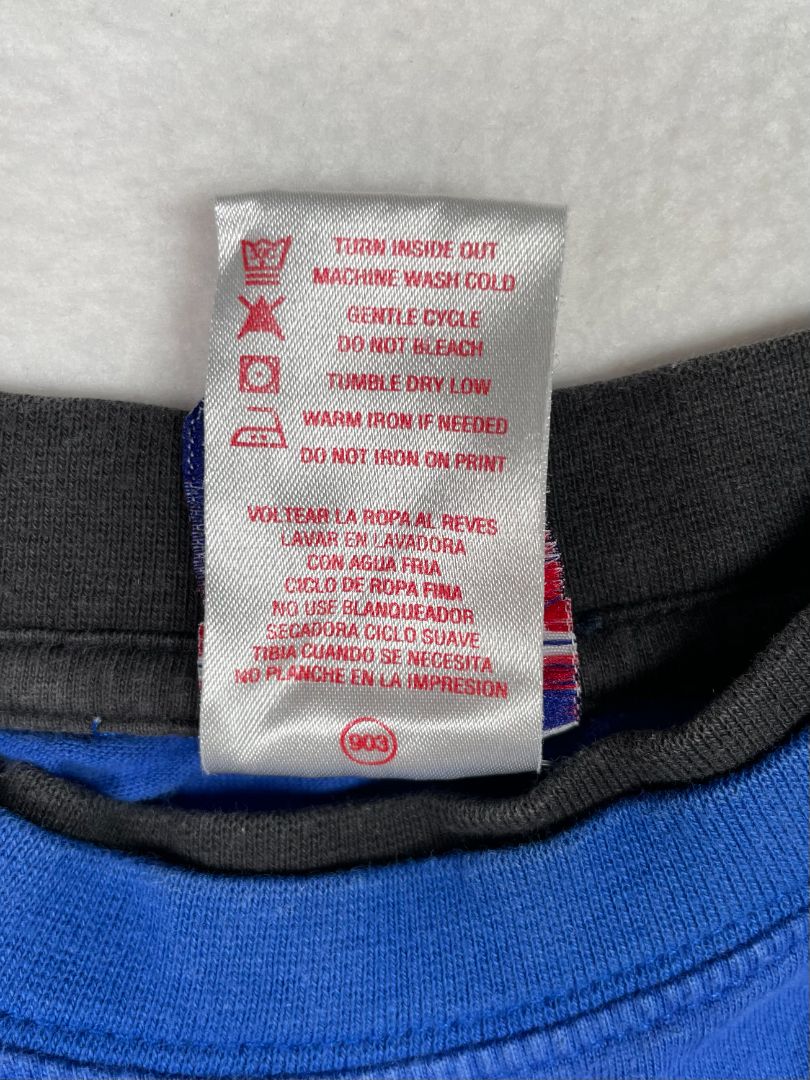 TURN INSIDE OUT
MACHINE WASH COLD
GENTLE CYCLE
DO NOT BLEACH
TUMBLE DRY LOW
WARM IRON IF NEEDED
DO NOT IRON ON PRINT
VOLTEAR LA ROPA AL REVES
LAVAR EN LAVADORA
CON AGUA FRIA
CICLO DE ROPA FINA
NO USE BLANQUEADOR
SECADORA CICLO SUAVE
TIBIA CUANDO SE NECESITA
NO PLANCHE EN LA IMPRESION
903